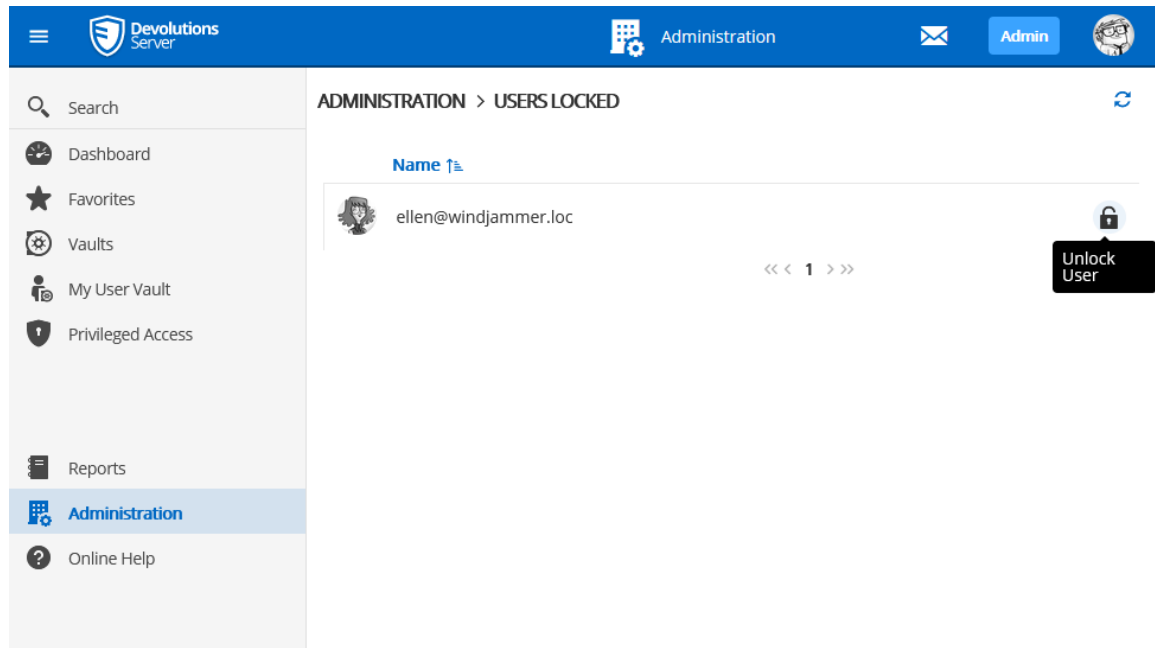 Devolutions
Server
Administration
Admin
Search
Dashboard
Favorites
Vaults
My User Vault
Privileged Access
Reports
Administration
Online Help
ADMINISTRATION > USERS LOCKED
Name
ellen@windjammer.loc
<< < 1 > >>
Unlock
User